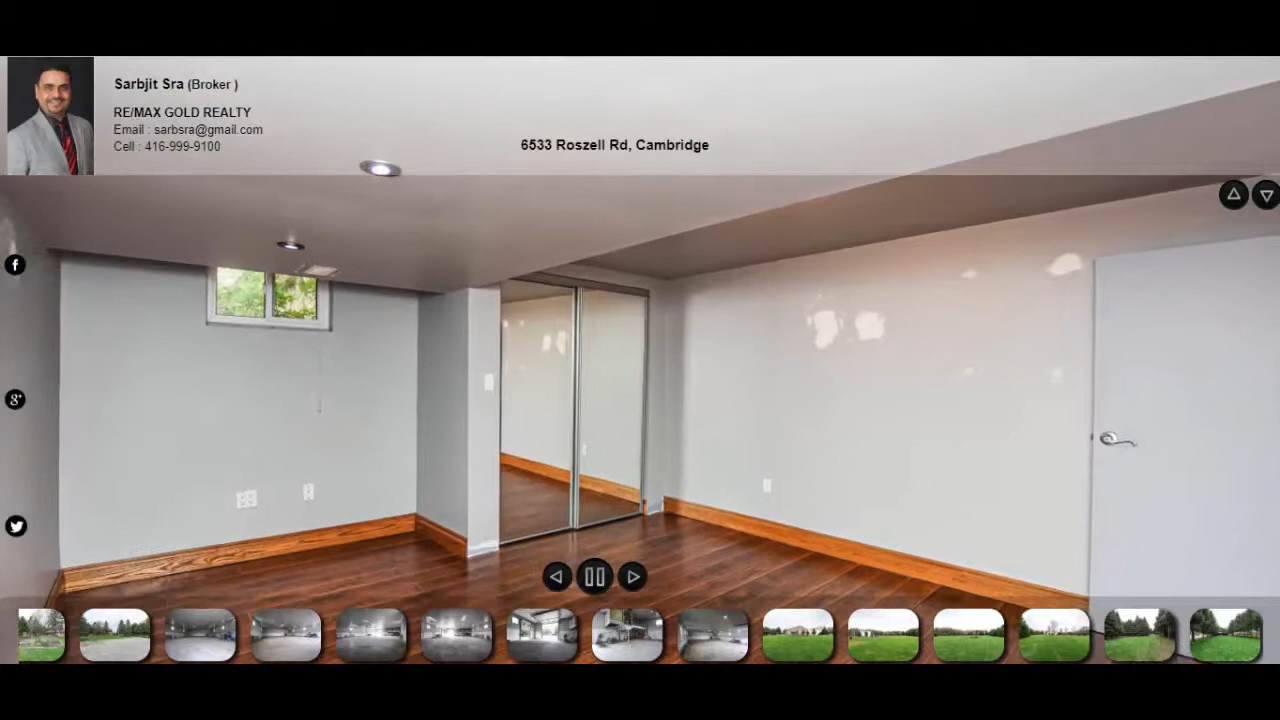 Sarbjit Sra (Broker )
RE/MAX GOLD REALTY
Email : sarbsra@gmail.com
Cell : 416-999-9100
6533 Roszell Rd, Cambridge